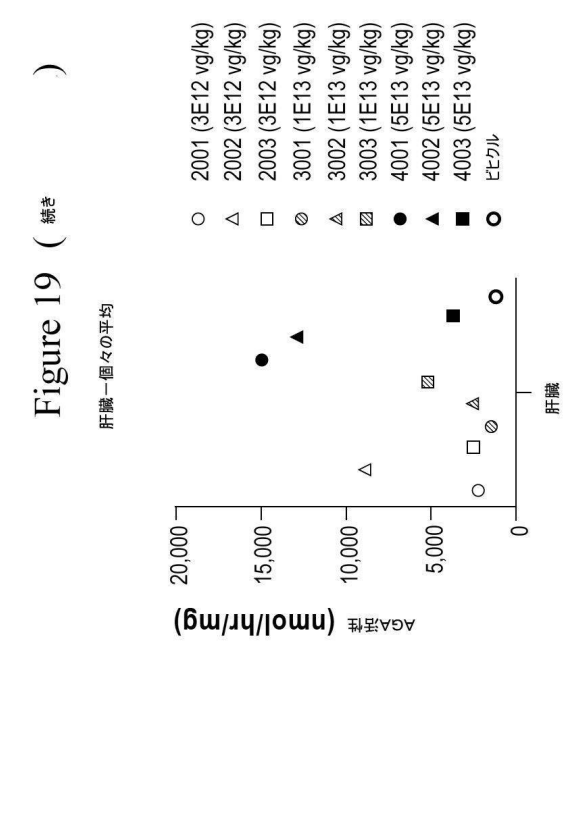 Figure 19 (続き)
肝臓－個々の平均
AGA活性 (nmol/hr/mg)
20,000
15,000
10,000
5,000
0
肝臓
2001 (3E12 vg/kg)
2002 (3E12 vg/kg)
2003 (3E12 vg/kg)
3001 (1E13 vg/kg)
3002 (1E13 vg/kg)
3003 (1E13 vg/kg)
4001 (5E13 vg/kg)
4002 (5E13 vg/kg)
4003 (5E13 vg/kg)
ビヒクル